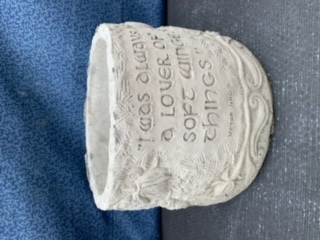 "I was always
a lover of
soft winged
things"